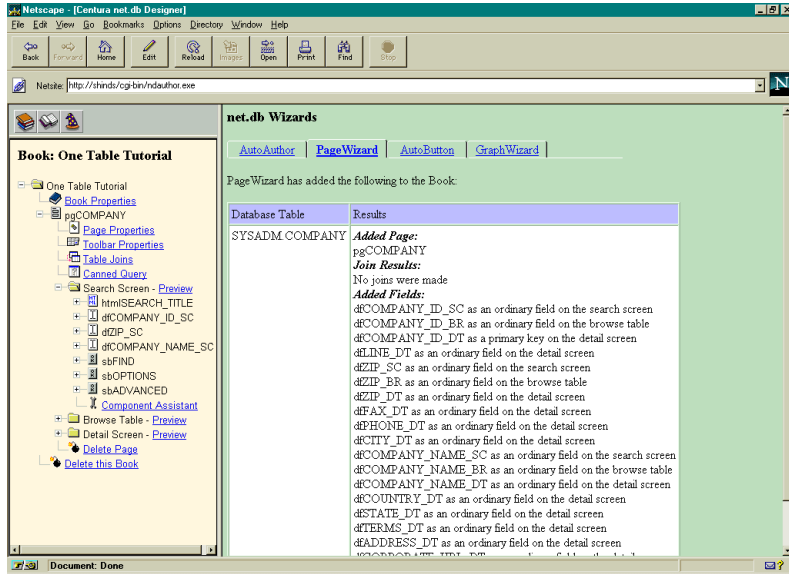 Netscape - [Centura net.db Designer]
File Edit View Go Bookmarks Options Directory Window Help
Back Forward Home Edit Reload Images Open Print Find Stop
Netsite: http://shinds/cgi-bin/ndauthor.exe
N
Book: One Table Tutorial
One Table Tutorial
Book Properties
pgCOMPANY
Page Properties
Toolbar Properties
Table Joins
Canned Query
Search Screen - Preview
htmlSEARCH_TITLE
dfCOMPANY_ID_SC
dfZIP_SC
dfCOMPANY_NAME_SC
sbFIND
sbOPTIONS
sbADVANCED
Component Assistant
Browse Table - Preview
Detail Screen - Preview
Delete Page
Delete this Book
net.db Wizards
AutoAuthor | PageWizard | AutoButton | GraphWizard |
PageWizard has added the following to the Book:
Database Table Results
SYSADM.COMPANY Added Page:
pgCOMPANY
Join Results:
No joins were made
Added Fields:
dfCOMPANY_ID_SC as an ordinary field on the search screen
dfCOMPANY_ID_BR as an ordinary field on the browse table
dfCOMPANY_ID_DT as a primary key on the detail screen
dfLINE_DT as an ordinary field on the detail screen
dfZIP_SC as an ordinary field on the search screen
dfZIP_BR as an ordinary field on the browse table
dfZIP_DT as an ordinary field on the detail screen
dfFAX_DT as an ordinary field on the detail screen
dfPHONE_DT as an ordinary field on the detail screen
dfCITY_DT as an ordinary field on the detail screen
dfCOMPANY_NAME_SC as an ordinary field on the search screen
dfCOMPANY_NAME_BR as an ordinary field on the browse table
dfCOMPANY_NAME_DT as an ordinary field on the detail screen
dfCOUNTRY_DT as an ordinary field on the detail screen
dfSTATE_DT as an ordinary field on the detail screen
dfTERMS_DT as an ordinary field on the detail screen
dfADDRESS_DT as an ordinary field on the detail screen
Document: Done